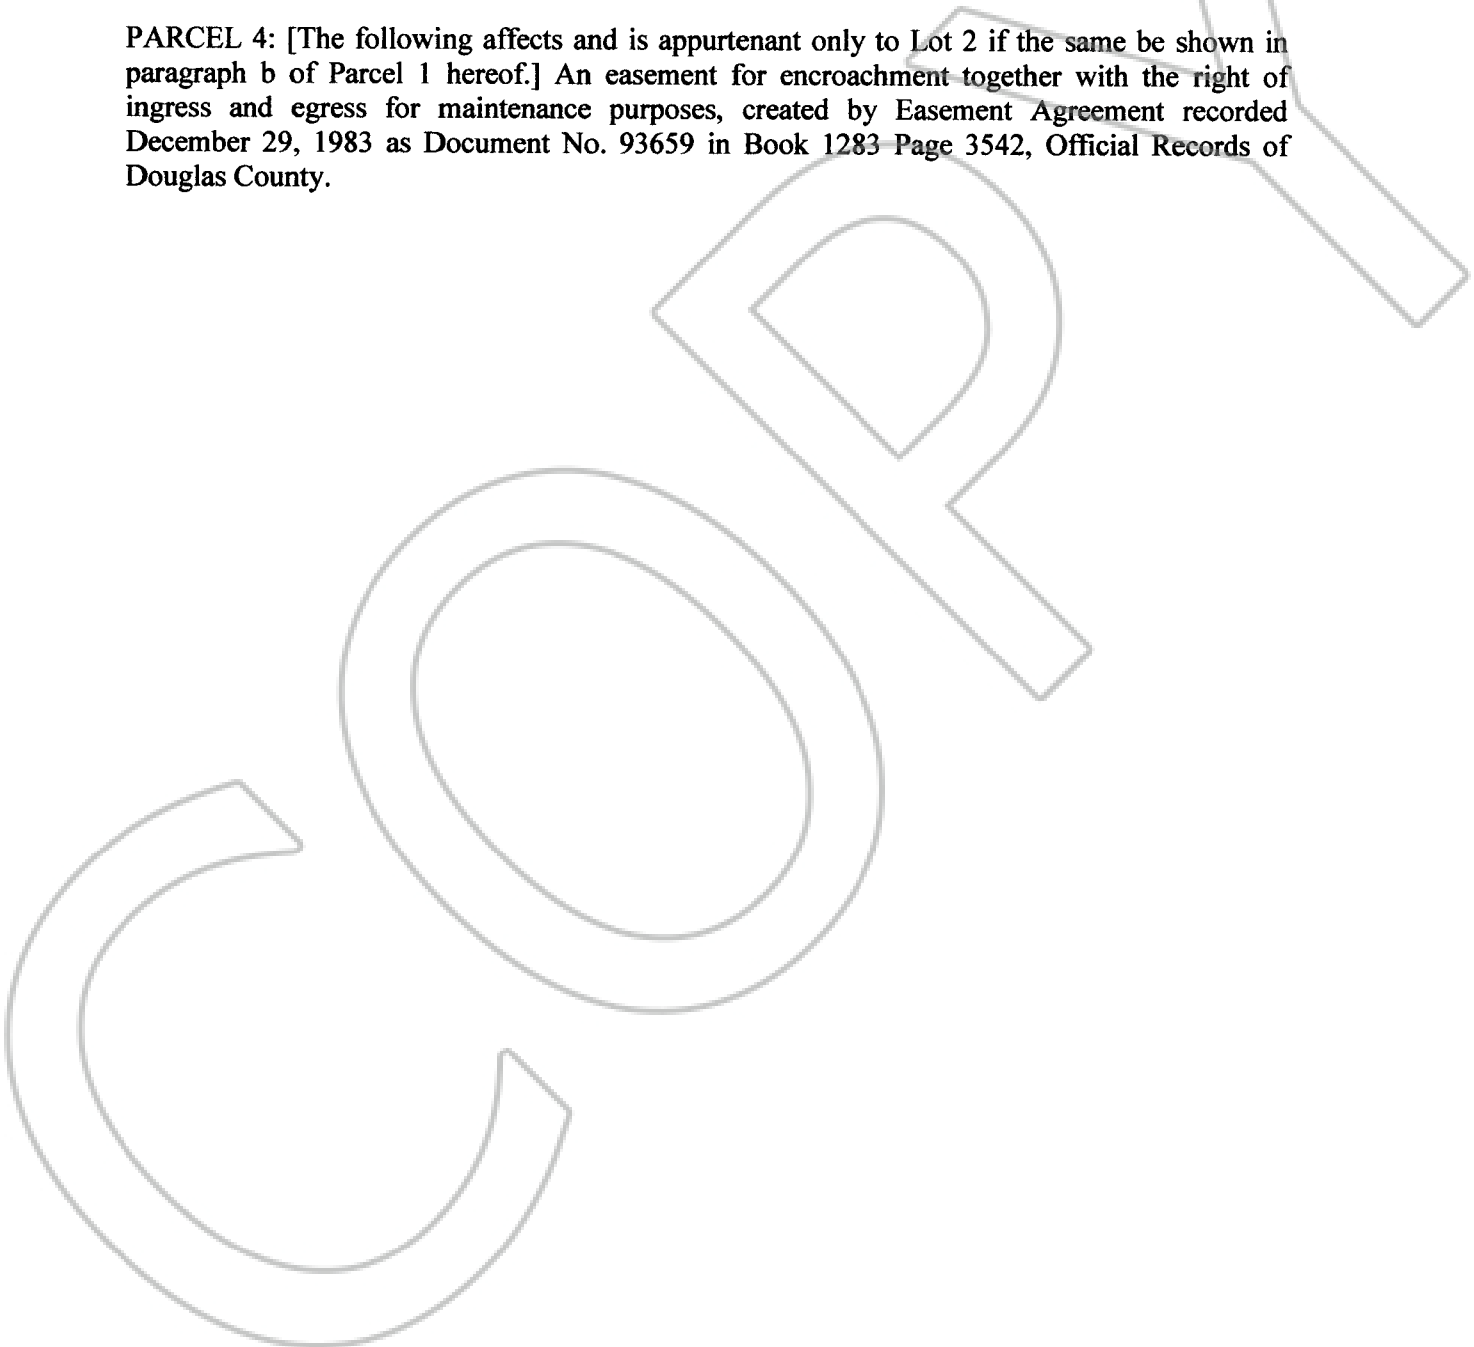 PARCEL 4: [The following affects and is appurtenant only to Lot 2 if the same be shown in
paragraph b of Parcel 1 hereof.] An easement for encroachment together with the right of
ingress and egress for maintenance purposes, created by Easement Agreement recorded
December 29, 1983 as Document No. 93659 in Book 1283 Page 3542, Official Records of
Douglas County.
COPY